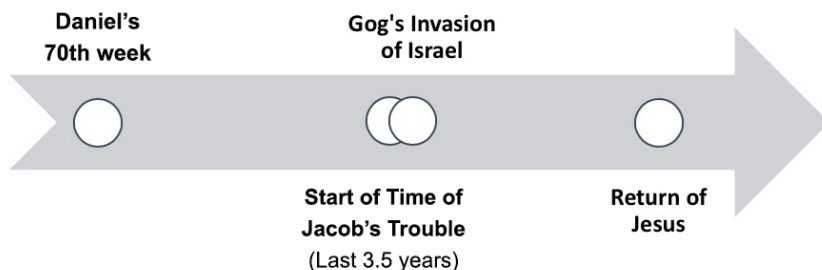 Daniel’s
70th week
Gog's Invasion
of Israel
Start of Time of
Jacob’s Trouble
(Last 3.5 years)
Return of
Jesus